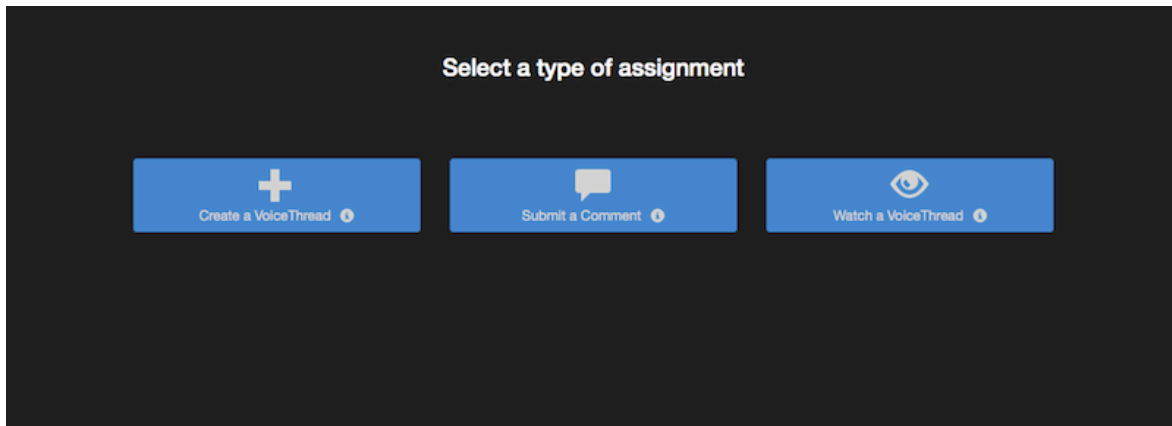 Select a type of assignment
Create a VoiceThread
Submit a Comment
Watch a VoiceThread